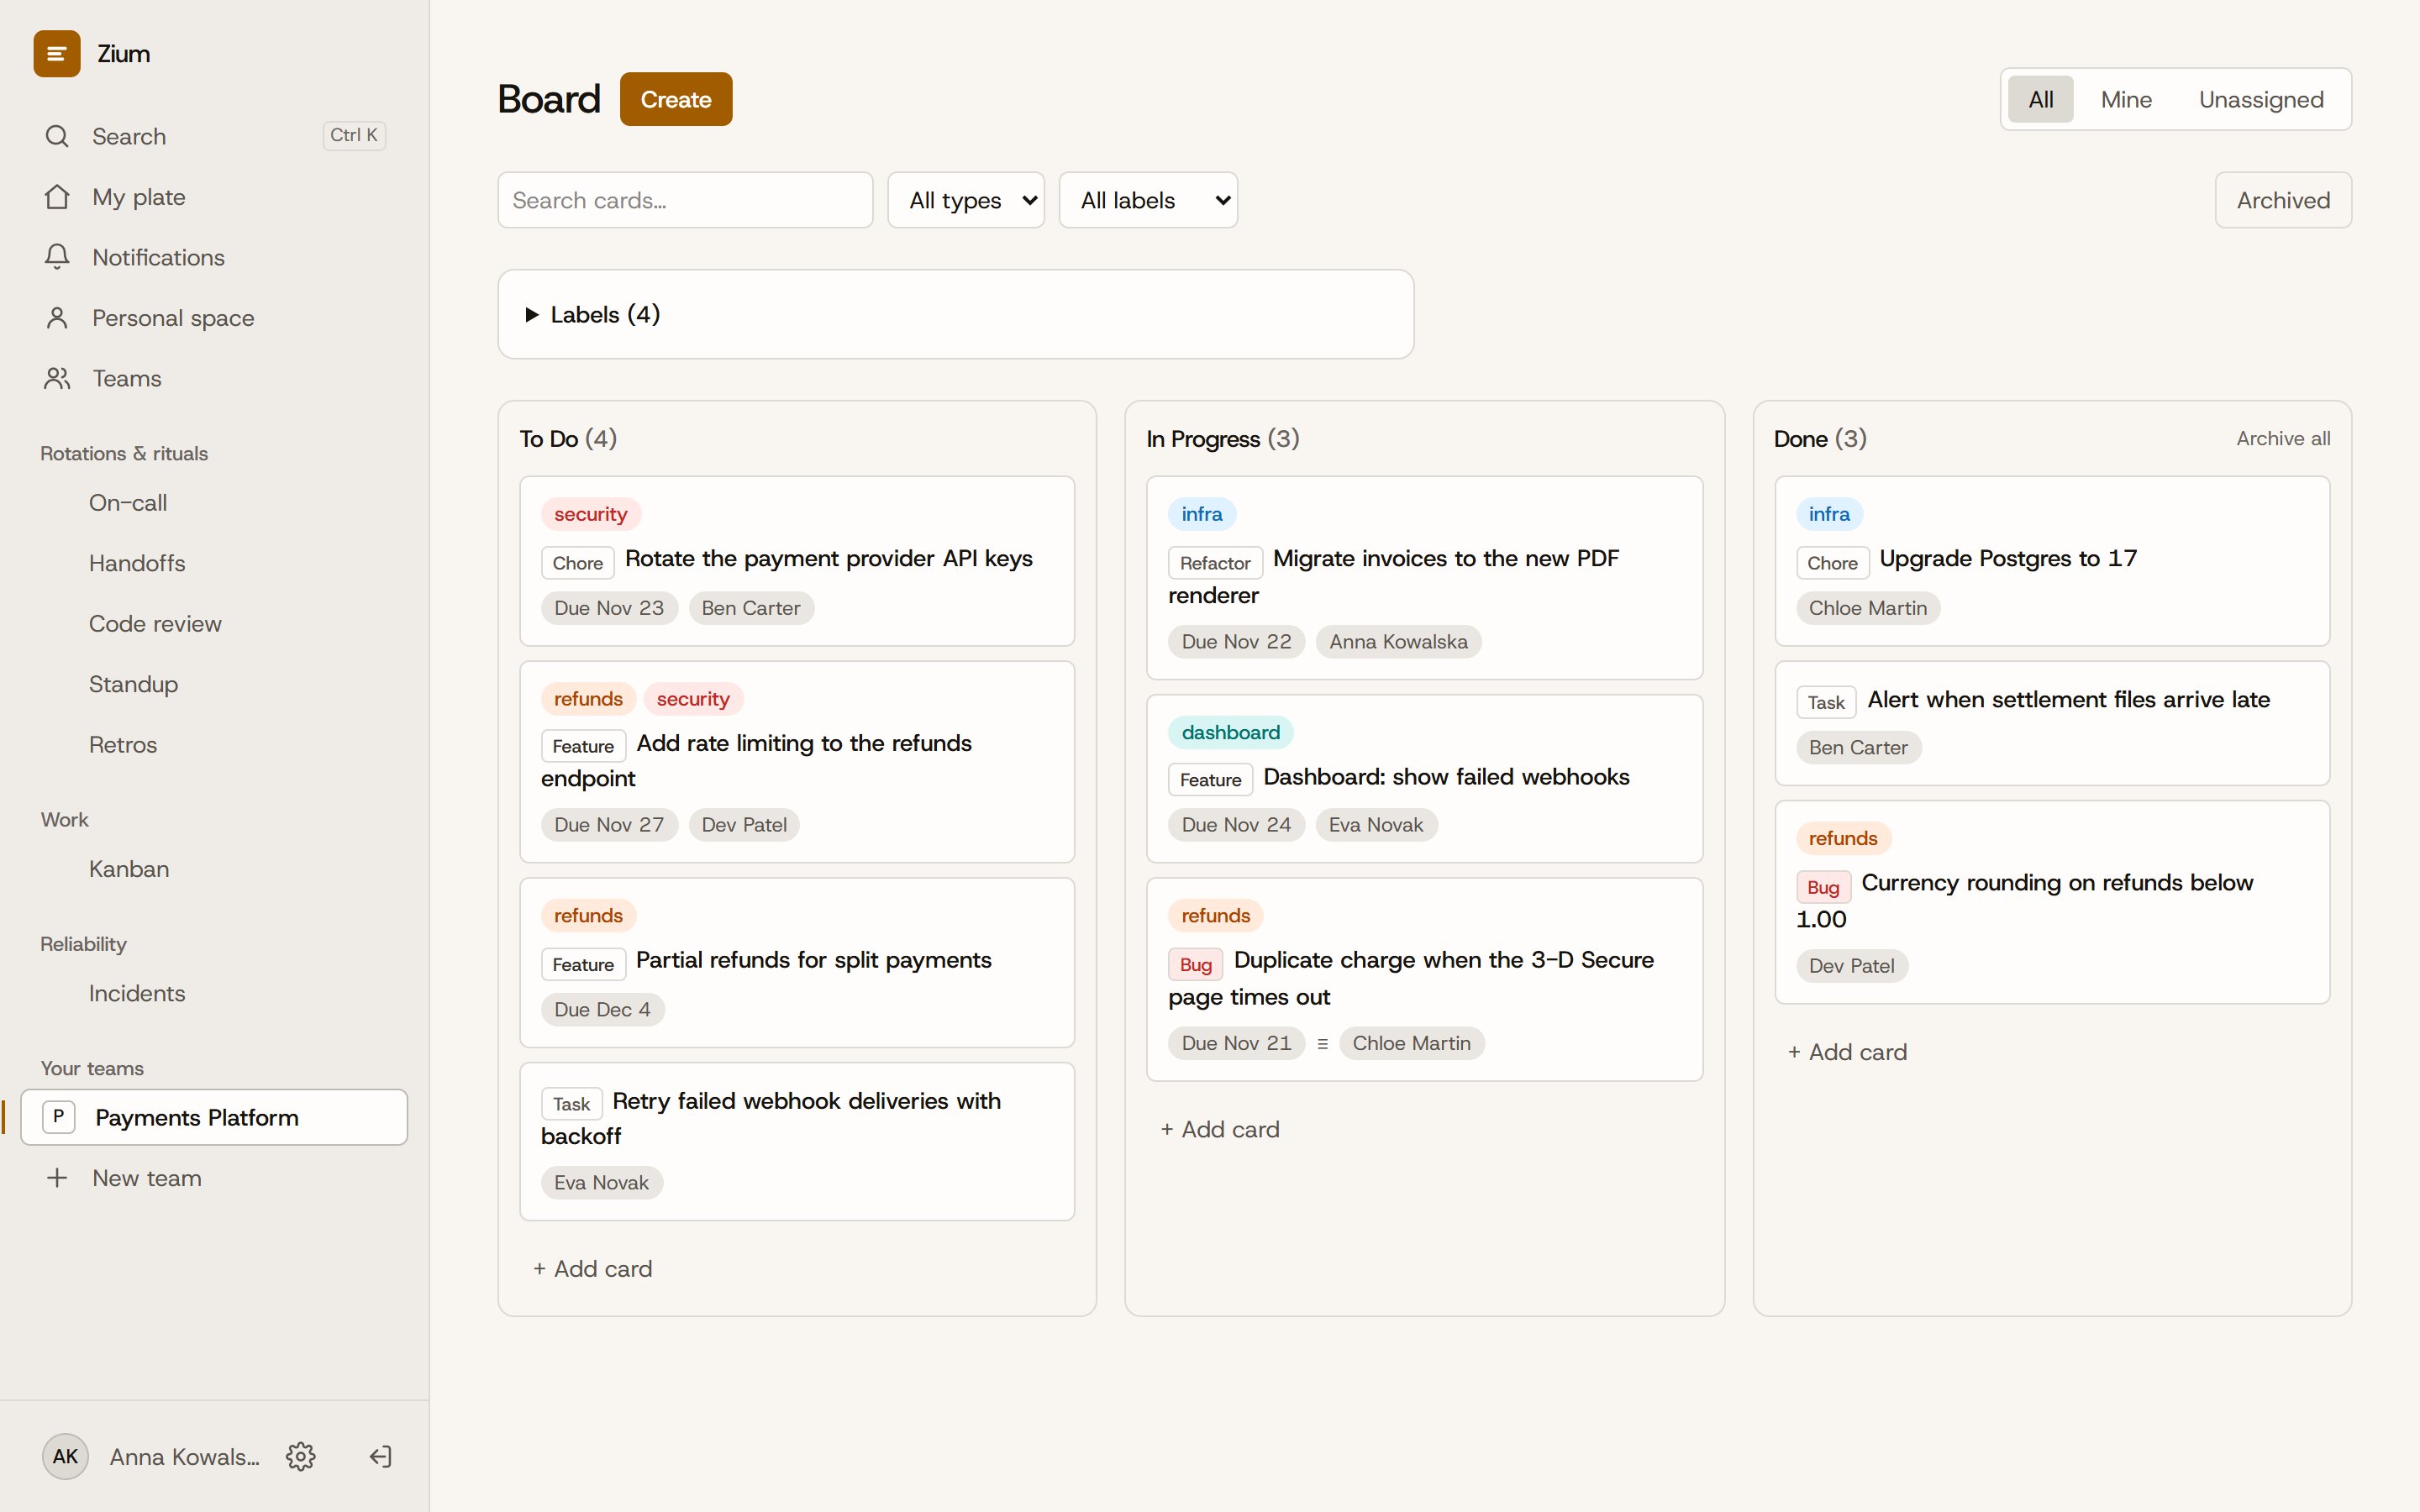 Zium
Search Ctrl K
My plate
Notifications
Personal space
Teams
Rotations & rituals
On-call
Handoffs
Code review
Standup
Retros
Work
Kanban
Reliability
Incidents
Your teams
P Payments Platform
New team
AK Anna Kowals...
Board Create
All Mine Unassigned
Search cards... All types All labels Archived
Labels (4)
To Do (4)
security
Chore Rotate the payment provider API keys
Due Nov 23 Ben Carter
refunds security
Feature Add rate limiting to the refunds
endpoint
Due Nov 27 Dev Patel
refunds
Feature Partial refunds for split payments
Due Dec 4
Task Retry failed webhook deliveries with
backoff
Eva Novak
+ Add card
In Progress (3)
infra
Refactor Migrate invoices to the new PDF
renderer
Due Nov 22 Anna Kowalska
dashboard
Feature Dashboard: show failed webhooks
Due Nov 24 Eva Novak
refunds
Bug Duplicate charge when the 3-D Secure
page times out
Due Nov 21 Chloe Martin
+ Add card
Done (3) Archive all
infra
Chore Upgrade Postgres to 17
Chloe Martin
Task Alert when settlement files arrive late
Ben Carter
refunds
Bug Currency rounding on refunds below
1.00
Dev Patel
+ Add card